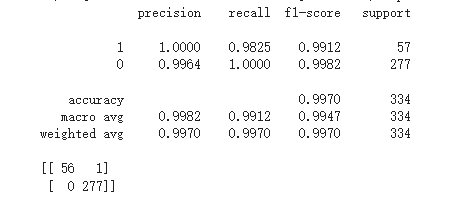 precision recall f1-score support
1 1.0000 0.9825 0.9912 57
0 0.9964 1.0000 0.9982 277
accuracy 0.9970 334
macro avg 0.9982 0.9912 0.9947 334
weighted avg 0.9970 0.9970 0.9970 334
[[ 56 1]
[ 0 277]]